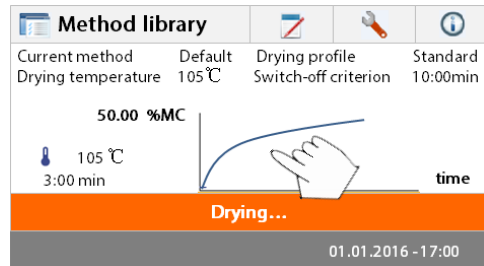 Method library
Current method Default Drying profile Standard
Drying temperature 105℃ Switch-off criterion 10:00min
50.00 %MC
105 ℃
3:00 min
time
Drying...
01.01.2016 -17:00